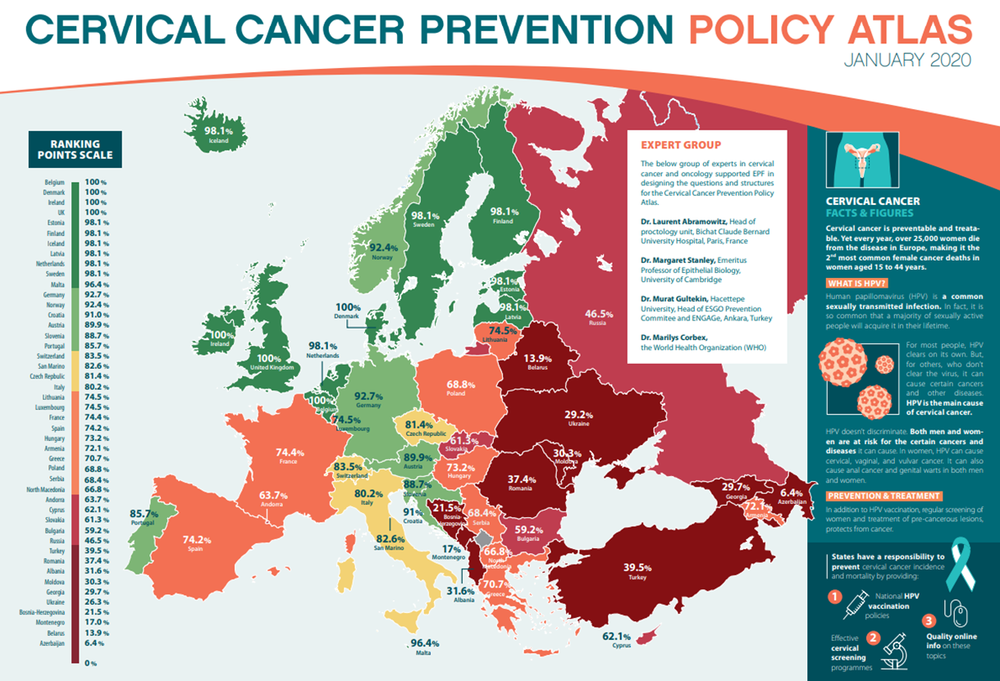 CERVICAL CANCER PREVENTION POLICY ATLAS
JANUARY 2020
RANKING
POINTS SCALE
Belgium 100 %
Denmark 100 %
Ireland 100 %
UK 100 %
Estonia 98.1 %
Finland 98.1 %
Iceland 98.1 %
Latvia 98.1 %
Netherlands 98.1 %
Sweden 98.1 %
Malta 96.4 %
Germany 92.7 %
Norway 92.4 %
Croatia 91.0 %
Austria 89.9 %
Slovenia 88.7 %
Portugal 85.7 %
Switzerland 83.5 %
San Marino 82.6 %
Czech Repbulic 81.4 %
Italy 80.2 %
Lithuania 74.5 %
Luxembourg 74.5 %
France 74.4 %
Spain 74.2 %
Hungary 73.2 %
Armenia 72.1 %
Greece 70.7 %
Poland 68.8 %
Serbia 68.4 %
North Macedonia 66.8 %
Andorra 63.7 %
Cyprus 62.1 %
Slovakia 61.3 %
Bulgaria 59.2 %
Russia 46.5 %
Turkey 39.5 %
Romania 37.4 %
Albania 31.6 %
Moldova 30.3 %
Georgia 29.7 %
Ukraine 26.3 %
Bosnia-Herzegovina 21.5 %
Montenegro 17.0 %
Belarus 13.9 %
Azerbaijan 6.4 %
0 %
98.1%
Iceland
98.1%
Sweden
98.1%
Finland
92.4%
Norway
98.1%
Estonia
98.1%
Latvia
100%
Denmark
74.5%
Lithuania
46.5%
Russia
100%
Ireland
98.1%
Netherlands
100%
United Kingdom
13.9%
Belarus
68.8%
Poland
100%
Belgium
92.7%
Germany
74.5%
Luxembourg
29.2%
Ukraine
81.4%
Czech Republic
61.3%
Slovakia
74.4%
France
89.9%
Austria
30.3%
Moldova
83.5%
Switzerland
73.2%
Hungary
37.4%
Romania
88.7%
Slovenia
29.7%
Georgia
6.4%
Azerbaijan
63.7%
Andorra
80.2%
Italy
91%
Croatia
21.5%
Bosnia-
Herzegovina
68.4%
Serbia
72.1%
Armenia
85.7%
Portugal
74.2%
Spain
82.6%
San Marino
17%
Montenegro
59.2%
Bulgaria
66.8%
North
Macedonia
39.5%
Turkey
31.6%
Albania
70.7%
Greece
96.4%
Malta
62.1%
Cyprus
EXPERT GROUP
The below group of experts in cervical
cancer and oncology supported EPF in
designing the questions and structures
for the Cervical Cancer Prevention Policy
Atlas.
Dr. Laurent Abramowitz, Head of
proctology unit, Bichat Claude Bernard
University Hospital, Paris, France
Dr. Margaret Stanley, Emeritus
Professor of Epithelial Biology,
University of Cambridge
Dr. Murat Gultekin, Hacettepe
University, Head of ESGO Prevention
Commitee and ENGAGe, Ankara, Turkey
Dr. Marilys Corbex,
the World Health Organization (WHO)
CERVICAL CANCER
FACTS & FIGURES
Cervical cancer is preventable and treata-
ble. Yet every year, over 25,000 women die
from the disease in Europe, making it the
2nd most common female cancer deaths in
women aged 15 to 44 years.
WHAT IS HPV?
Human papillomavirus (HPV) is a common
sexually transmitted infection. In fact, it is
so common that a majority of sexually active
people will acquire it in their lifetime.
For most people, HPV
clears on its own. But,
for others, who don't
clear the virus, it can
cause certain cancers
and other diseases.
HPV is the main cause
of cervical cancer.
HPV doesn't discriminate. Both men and wom-
en are at risk for the certain cancers and
diseases it can cause. In women, HPV can cause
cervical, vaginal, and vulvar cancer. It can also
cause anal cancer and genital warts in both men
and women.
PREVENTION & TREATMENT
In addition to HPV vaccination, regular screening of
women and treatment of pre-cancerous lesions,
protects from cancer.
States have a responsibility to
prevent cervical cancer incidence
and mortality by providing:
1
National HPV
vaccination
policies
2
Effective
cervical
screening
programmes
3
Quality online
info on these
topics